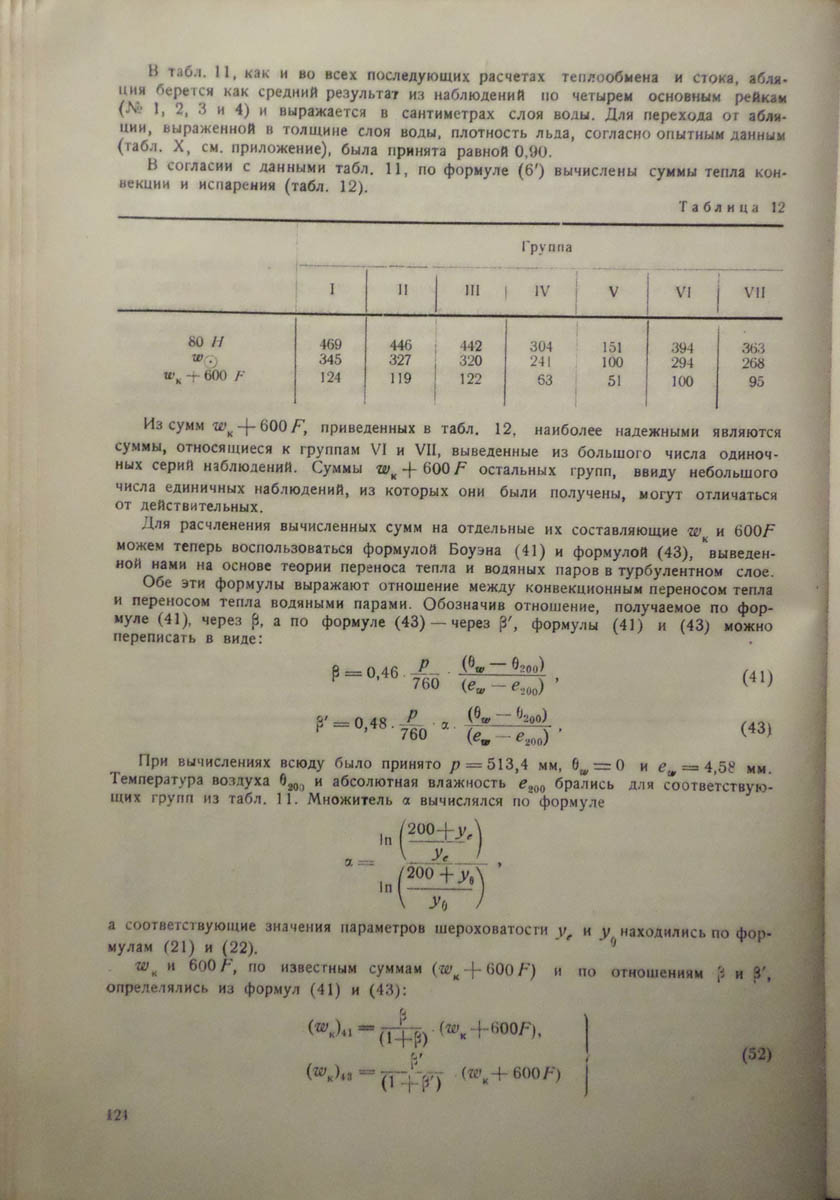 В табл. 11, как и во всех последующих расчетах теплообмена и стока, абля-
ция берется как средний результат из наблюдений по четырем основным рейкам
(№ 1, 2, 3 и 4) и выражается в сантиметрах слоя воды. Для перехода от абля-
ции, выраженной в толщине слоя воды, плотность льда, согласно опытным данным
(табл. X, см. приложение), была принята равной 0,90.
В согласии с данными табл. 11, по формуле (6′) вычислены суммы тепла кон-
векции и испарения (табл. 12).
Таблица 12
Группа
I II III IV V VI VII
80 H 469 446 442 304 151 394 363
w☉ 345 327 320 241 100 294 268
wк + 600 F 124 119 122 63 51 100 95
Из сумм wк + 600 F, приведенных в табл. 12, наиболее надежными являются
суммы, относящиеся к группам VI и VII, выведенные из большого числа одиноч-
ных серий наблюдений. Суммы wк + 600 F остальных групп, ввиду небольшого
числа единичных наблюдений, из которых они были получены, могут отличаться
от действительных.
Для расчленения вычисленных сумм на отдельные их составляющие wк и 600F
можем теперь воспользоваться формулой Боуэна (41) и формулой (43), выведен-
ной нами на основе теории переноса тепла и водяных паров в турбулентном слое.
Обе эти формулы выражают отношение между конвекционным переносом тепла
и переносом тепла водяными парами. Обозначив отношение, получаемое по фор-
муле (41), через β, а по формуле (43) — через β′, формулы (41) и (43) можно
переписать в виде:
β = 0,46 · p/760 · (θw — θ200)/(ew — e200) , (41)
β′ = 0,48 · p/760 · α · (θw — θ200)/(ew — e200) . (43)
При вычислениях всюду было принято p = 513,4 мм, θw = 0 и ew = 4,58 мм.
Температура воздуха θ200 и абсолютная влажность e200 брались для соответствую-
щих групп из табл. 11. Множитель α вычислялся по формуле
α = ln ((200 + ye)/ye) / ln ((200 + yθ)/yθ) ,
а соответствующие значения параметров шероховатости ye и yθ находились по фор-
мулам (21) и (22).
wк и 600 F, по известным суммам (wк + 600 F) и по отношениям β и β′,
определялись из формул (41) и (43):
(wк)41 = β/(1 + β) · (wк + 600F),
(wк)43 = β′/(1 + β′) · (wк + 600F)
(52)
124